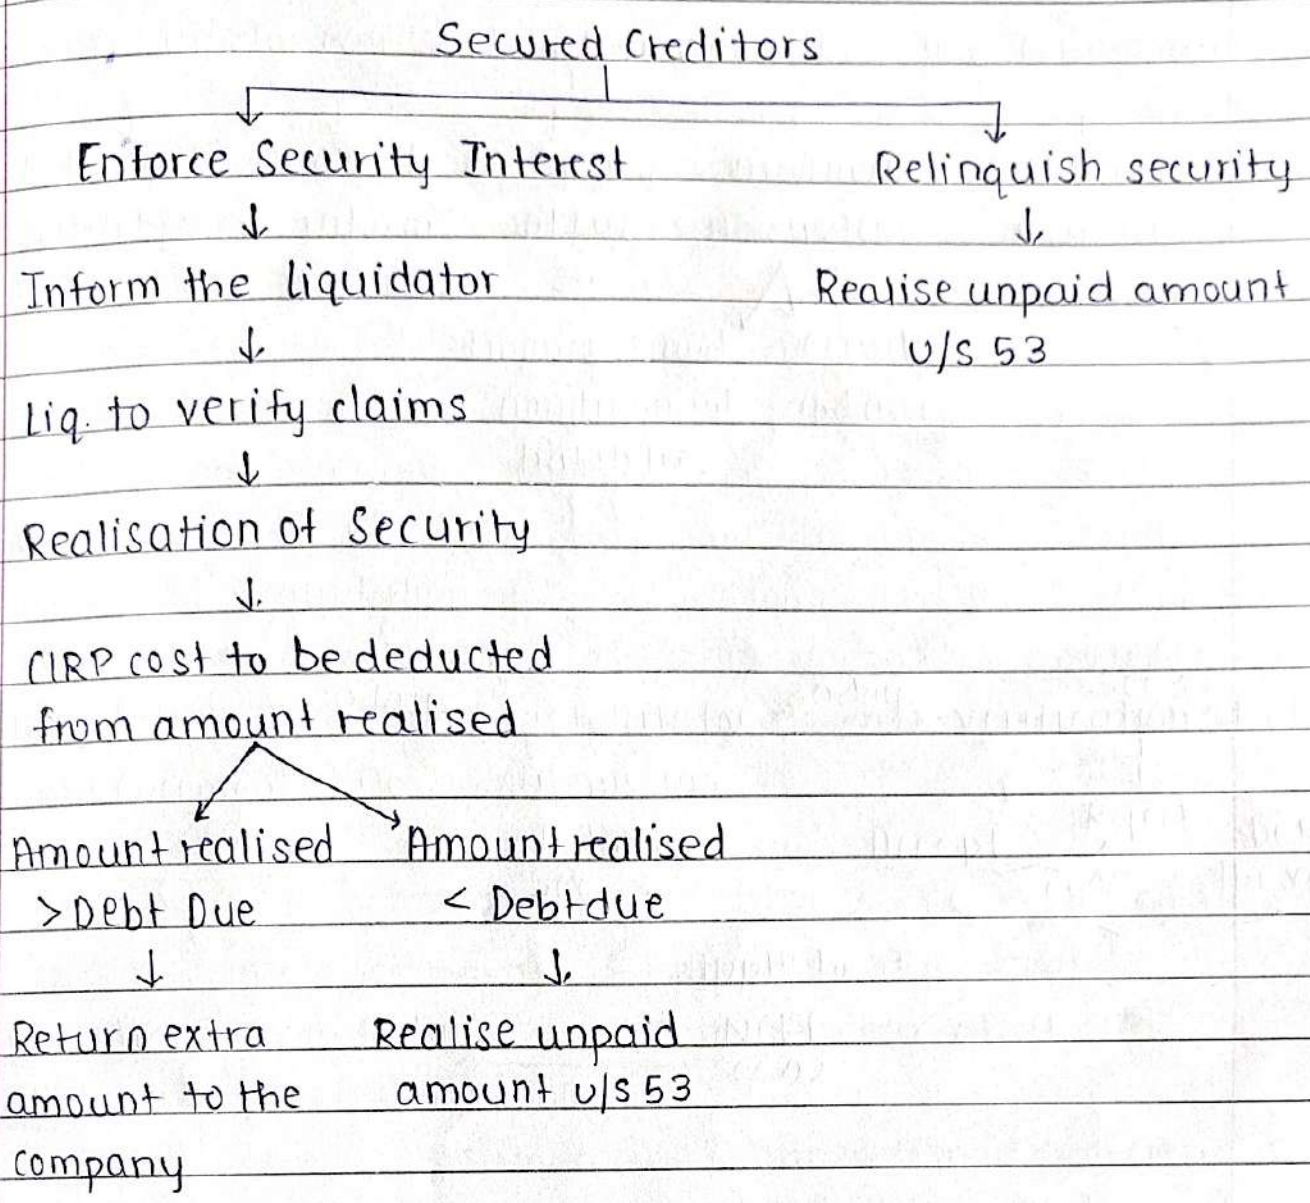 Secured Creditors
Enforce Security Interest
Relinquish security
Inform the liquidator
Realise unpaid amount
u/s 53
Liq. to verify claims
Realisation of Security
CIRP cost to be deducted
from amount realised
Amount realised
> Debt Due
Amount realised
< Debt due
Return extra
amount to the
company
Realise unpaid
amount u/s 53